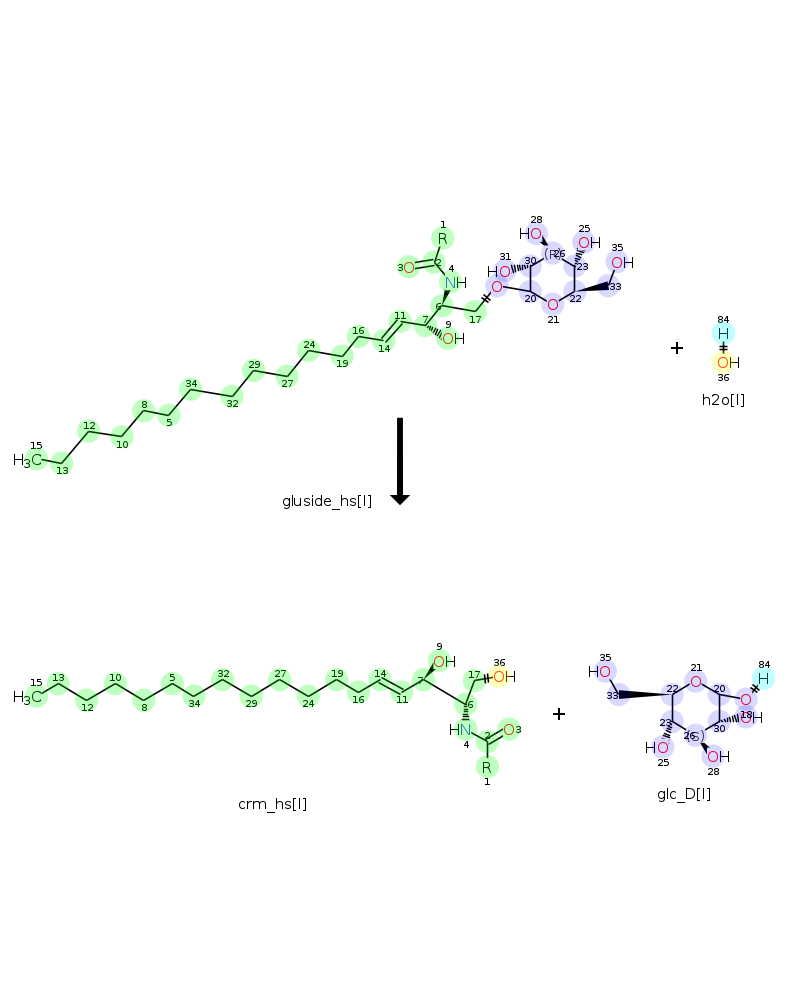 28
HO
25
OH
1
R
(R)
26
35
OH
31
HO
30
23
3
O
2
4
NH
O
20
22
33
21
O
6
17
84
H
11
7
9
OH
16
14
36
OH
24
19
h2o[l]
29
27
34
32
8
5
12
10
15
H3C
13
+
gluside_hs[l]
9
OH
36
OH
17
35
HO
21
O
84
H
15
H3C
13
12
10
8
5
34
32
29
27
24
19
16
14
11
7
6
33
22
20
O
18
OH
30
23
26
(S)
HO
25
OH
28
HN
4
2
O
3
R
1
+
glc_D[l]
crm_hs[l]